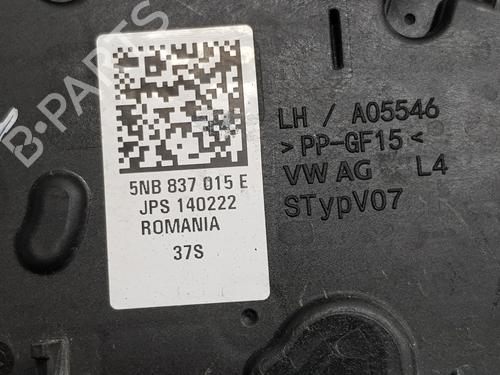 5NB 837 015 E
JPS 140222
ROMANIA
37S
LH / A05546
>PP-GF15<
VW AG L4
STypV07
B-PARTS